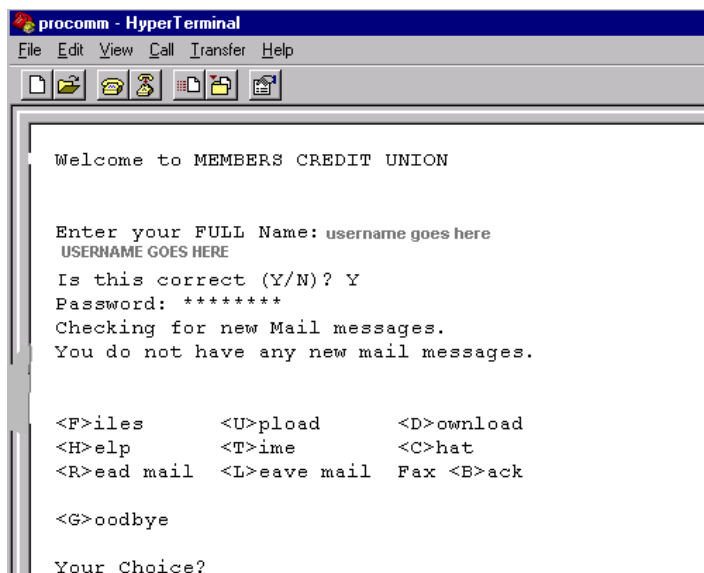 procomm - HyperTerminal
File Edit View Call Transfer Help
Welcome to MEMBERS CREDIT UNION
Enter your FULL Name: username goes here
USERNAME GOES HERE
Is this correct (Y/N)? Y
Password: ********
Checking for new Mail messages.
You do not have any new mail messages.
<F>iles <U>pload <D>ownload
<H>elp <T>ime <C>hat
<R>ead mail <L>eave mail Fax <B>ack
<G>oodbye
Your Choice?